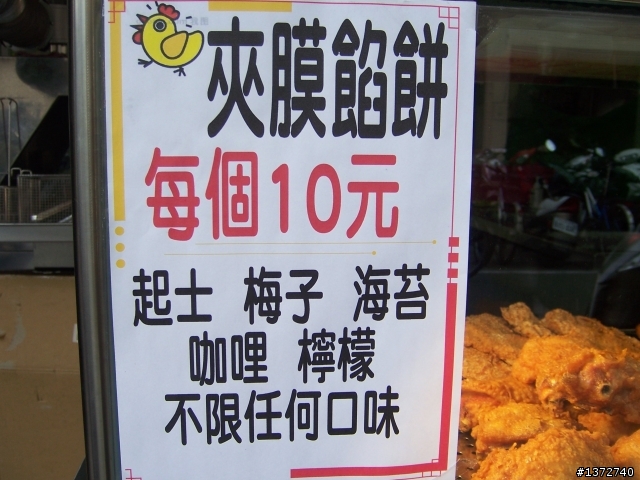 夾膜餡餅
每個10元
起士 梅子 海苔
咖哩 檸檬
不限任何口味
#1372740